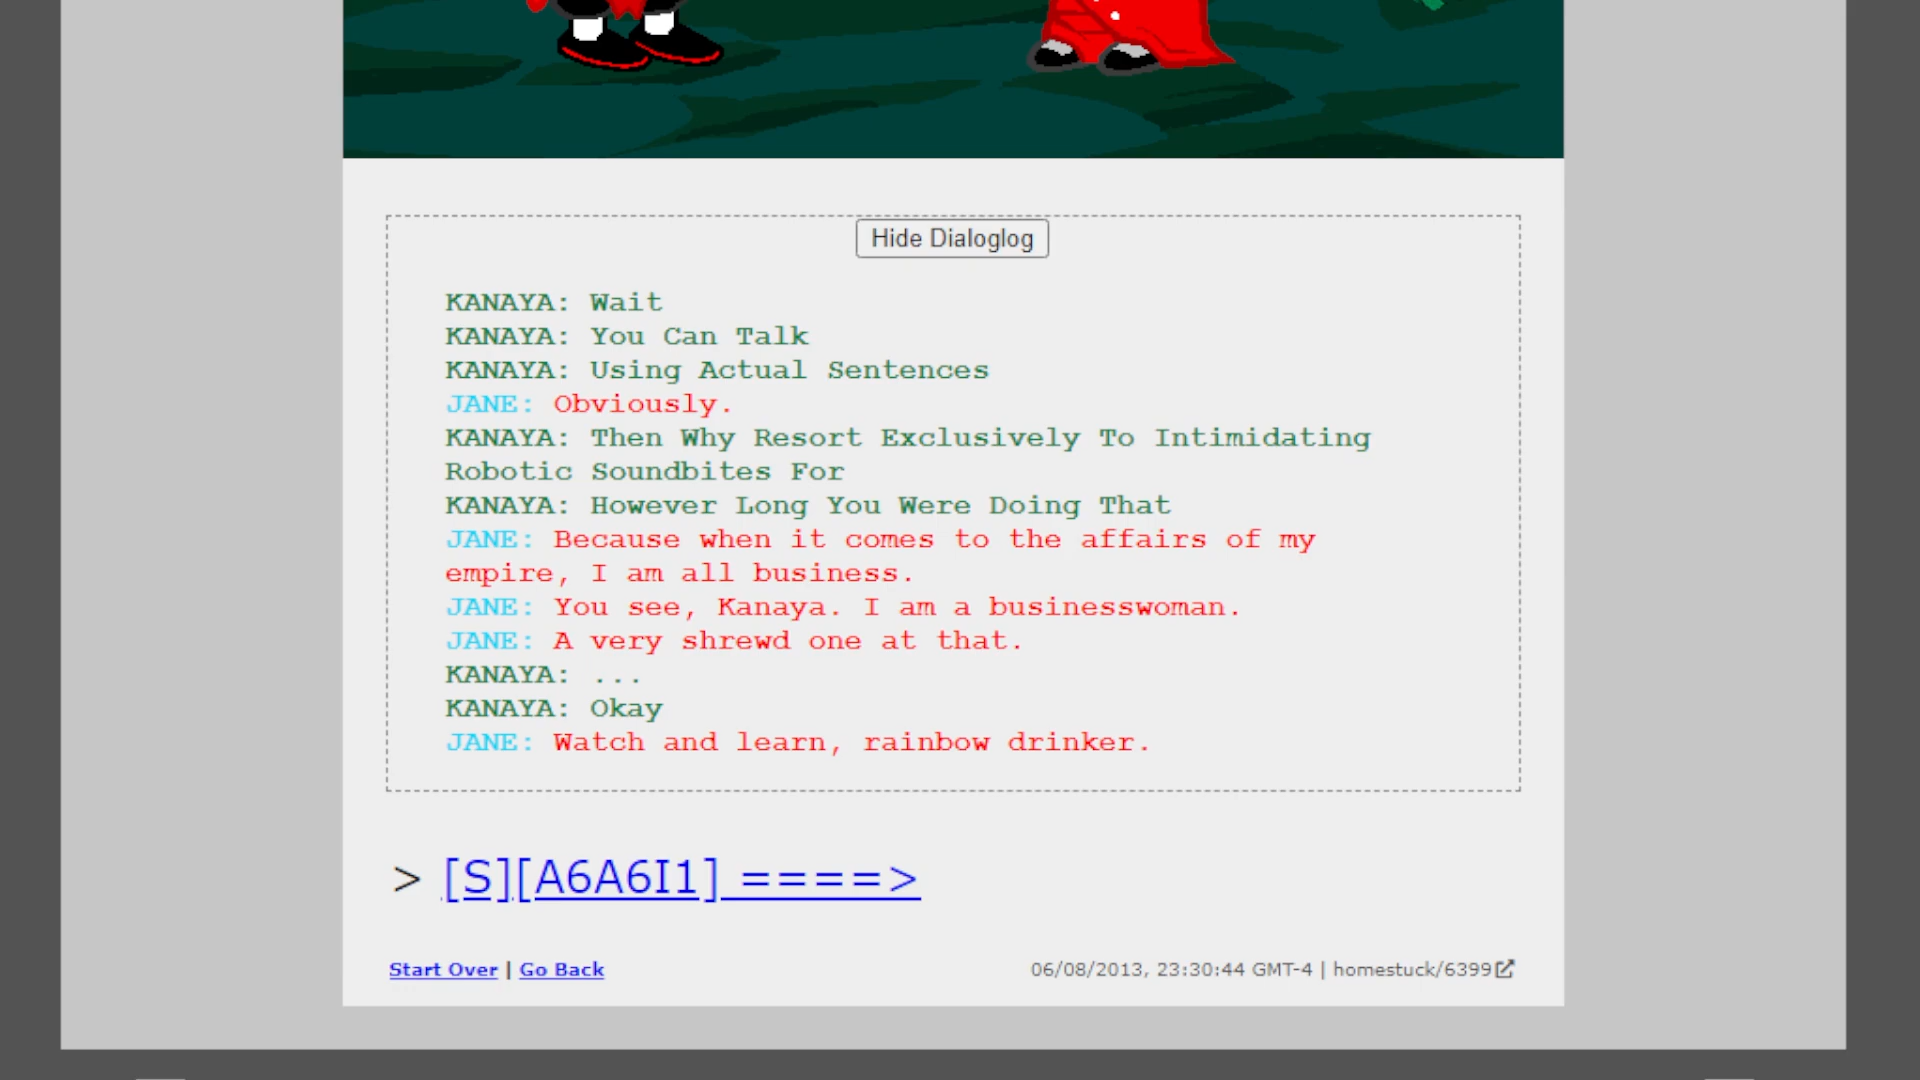 Hide Dialoglog
KANAYA: Wait
KANAYA: You Can Talk
KANAYA: Using Actual Sentences
JANE: Obviously.
KANAYA: Then Why Resort Exclusively To Intimidating
Robotic Soundbites For
KANAYA: However Long You Were Doing That
JANE: Because when it comes to the affairs of my
empire, I am all business.
JANE: You see, Kanaya. I am a businesswoman.
JANE: A very shrewd one at that.
KANAYA: ...
KANAYA: Okay
JANE: Watch and learn, rainbow drinker.
> [S][A6A6I1] ====>
Start Over | Go Back
06/08/2013, 23:30:44 GMT-4 | homestuck/6399